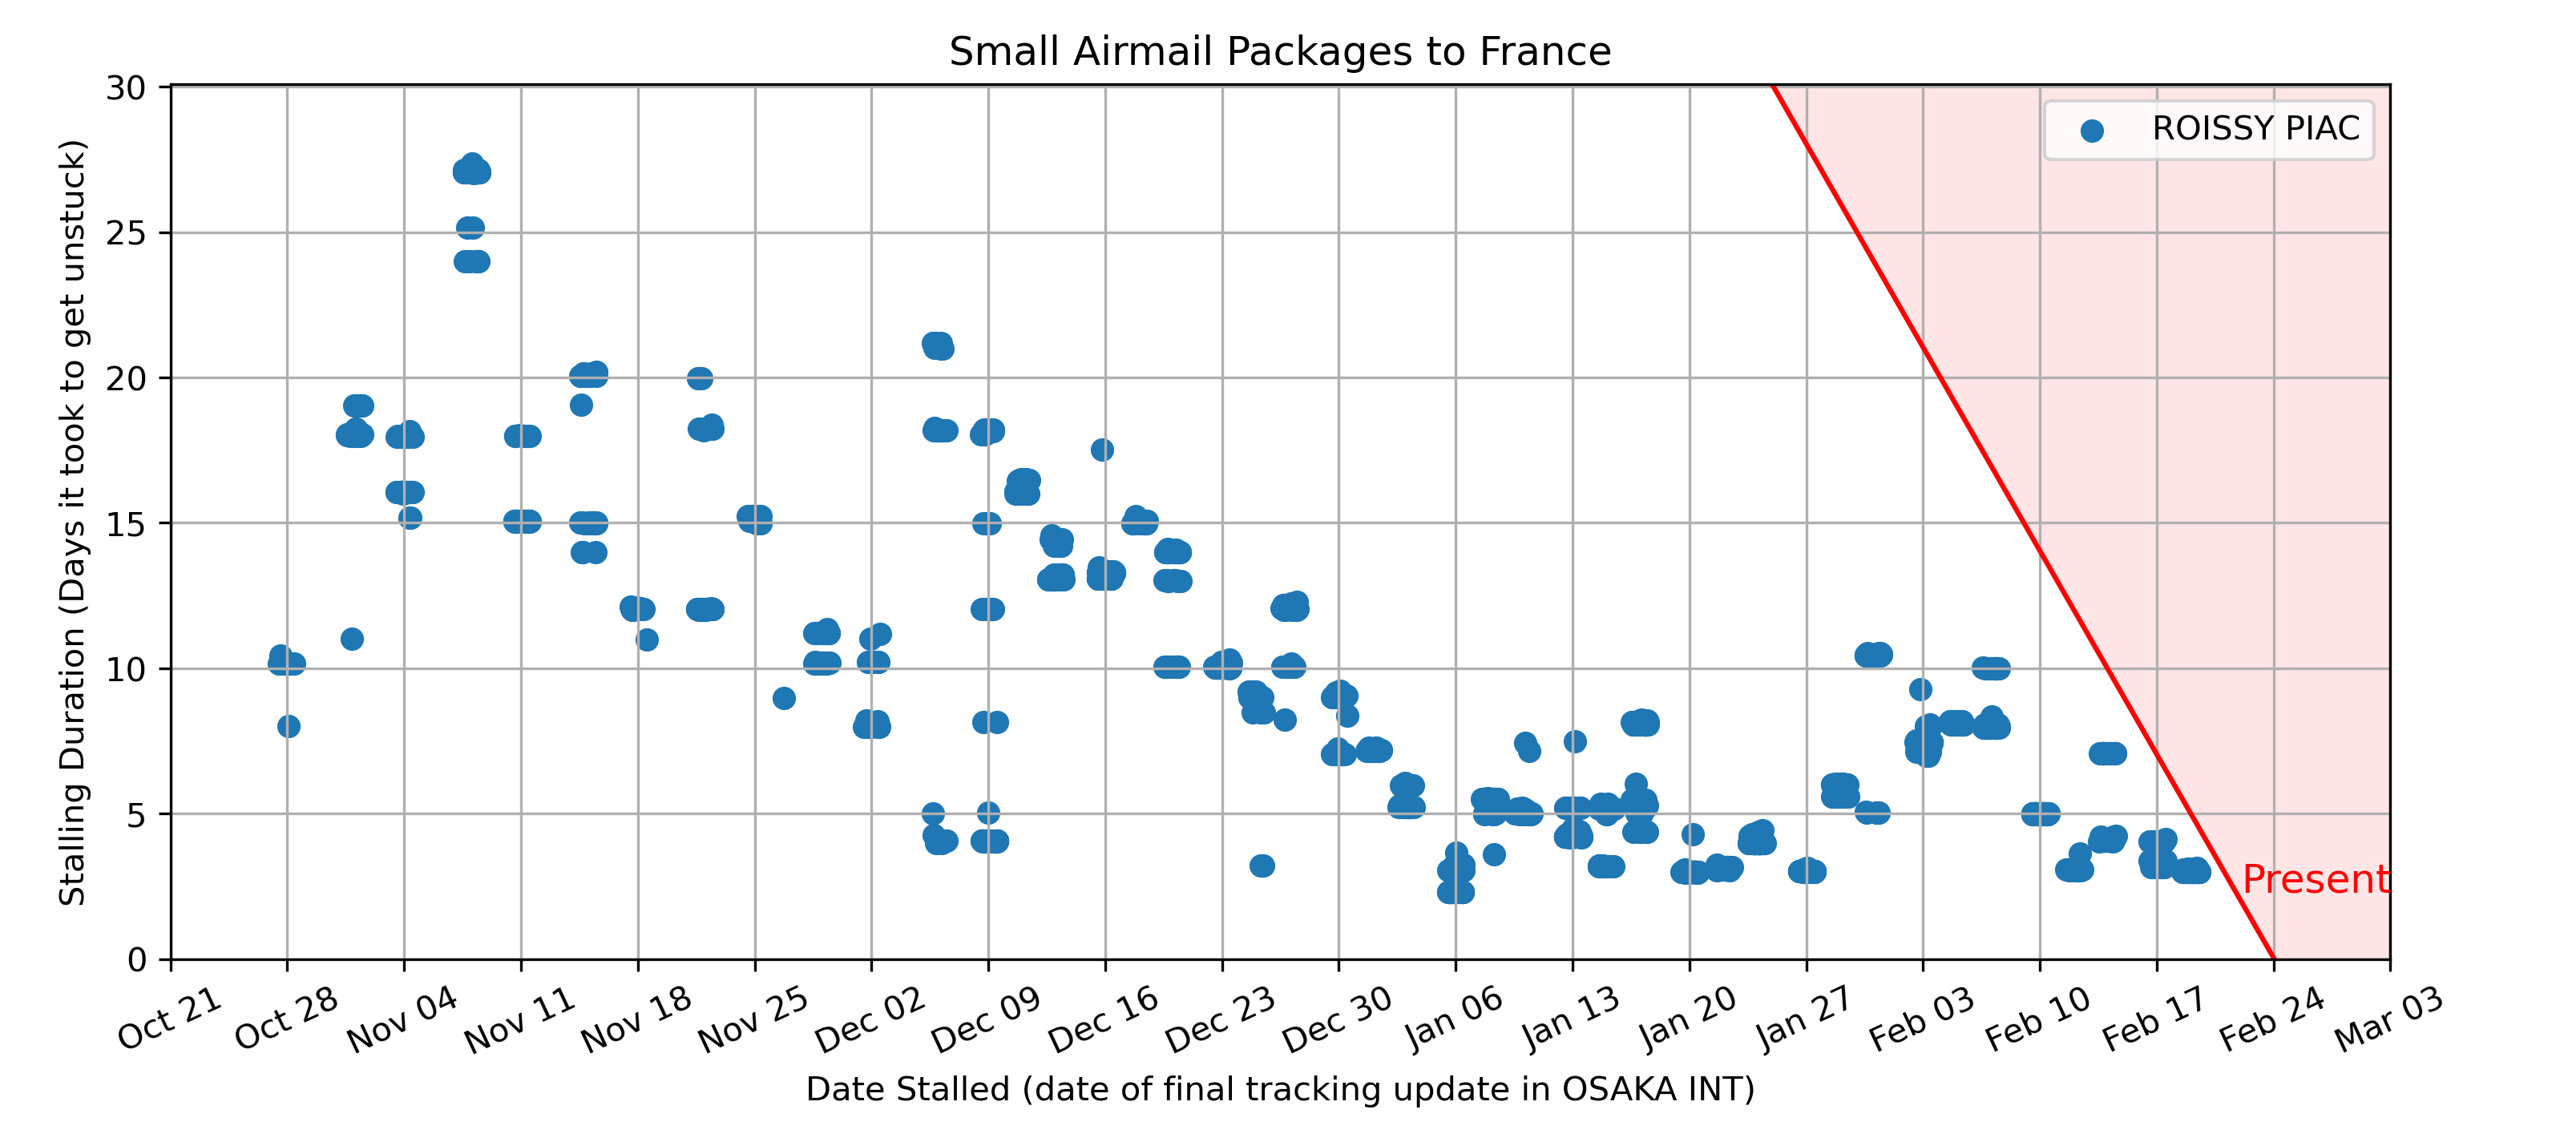 Small Airmail Packages to France
ROISSY PIAC
Stalling Duration (Days it took to get unstuck)
30
25
20
15
10
5
0
Present
Oct 21
Oct 28
Nov 04
Nov 11
Nov 18
Nov 25
Dec 02
Dec 09
Dec 16
Dec 23
Dec 30
Jan 06
Jan 13
Jan 20
Jan 27
Feb 03
Feb 10
Feb 17
Feb 24
Mar 03
Date Stalled (date of final tracking update in OSAKA INT)